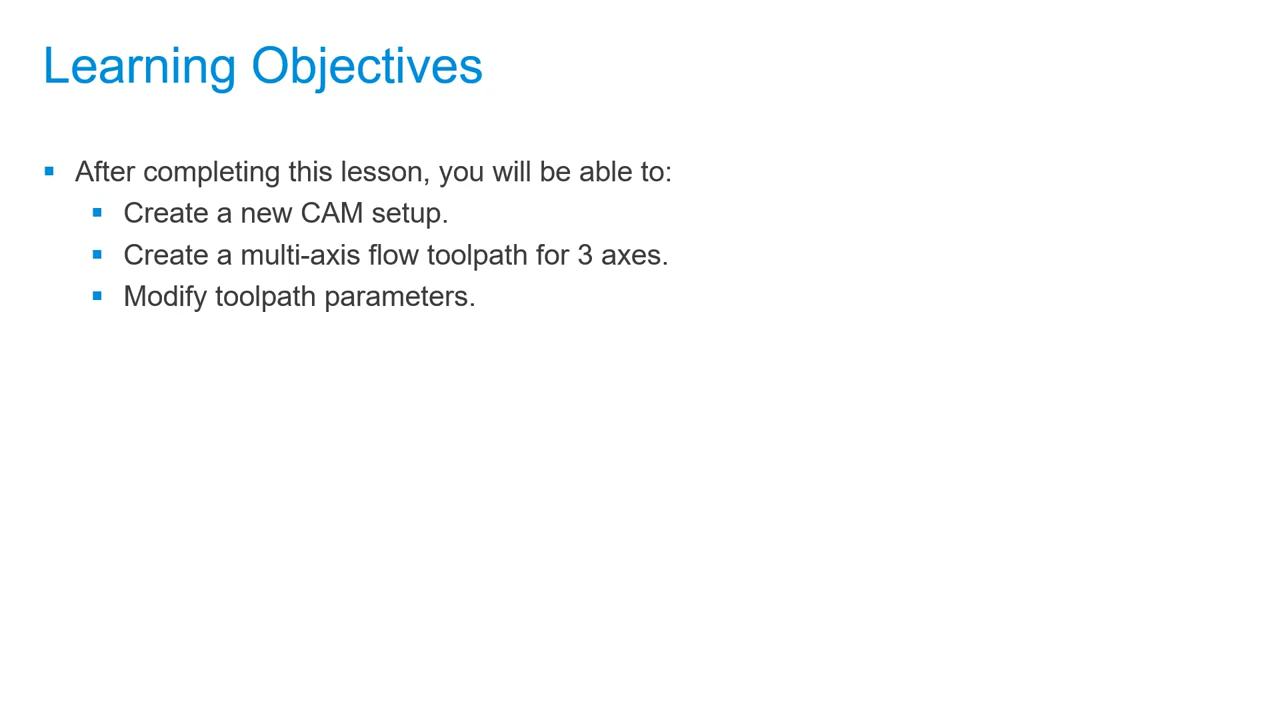 Learning Objectives
After completing this lesson, you will be able to:
Create a new CAM setup.
Create a multi-axis flow toolpath for 3 axes.
Modify toolpath parameters.